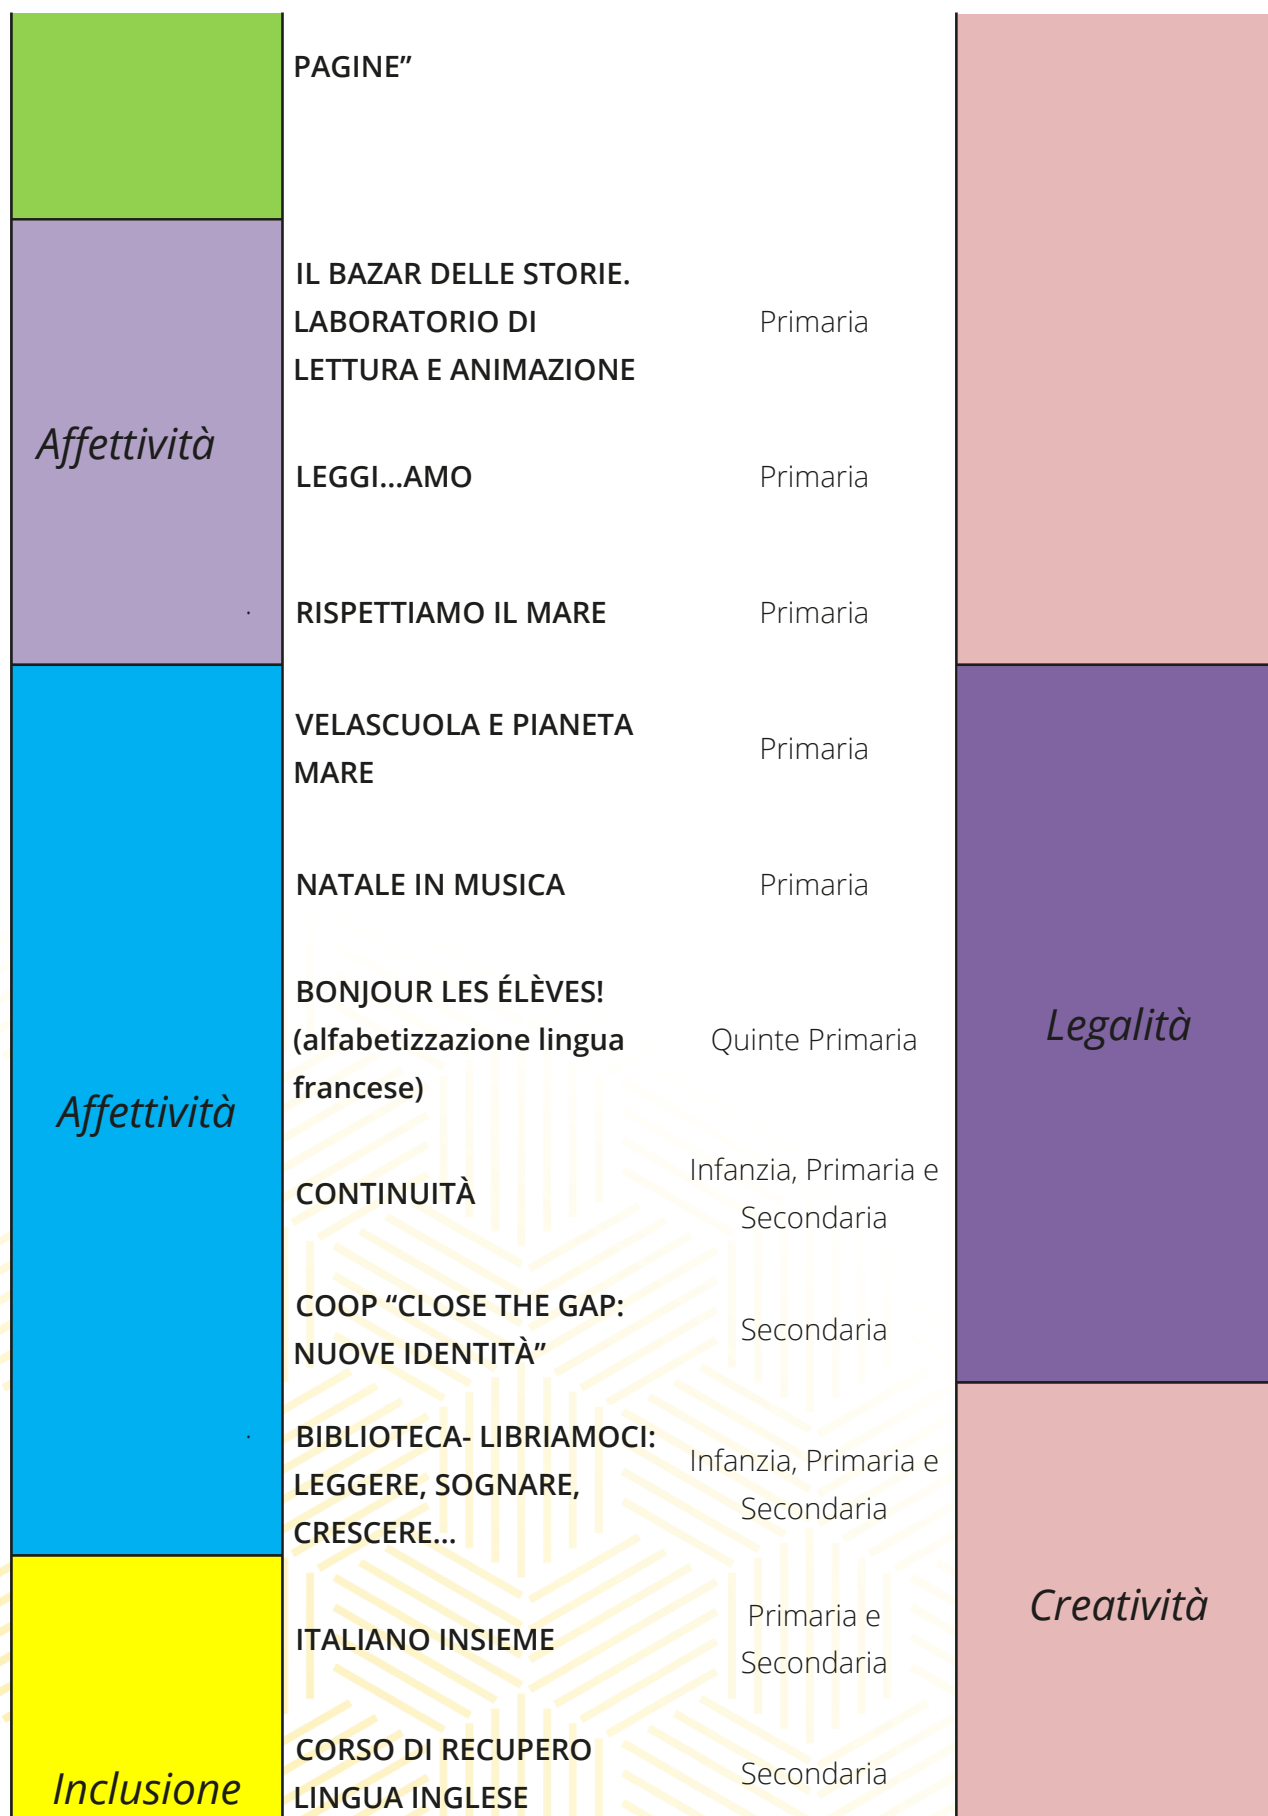 PAGINE”
IL BAZAR DELLE STORIE.
LABORATORIO DI
LETTURA E ANIMAZIONE
Primaria
Affettività
LEGGI...AMO
Primaria
RISPETTIAMO IL MARE
Primaria
VELASCUOLA E PIANETA
MARE
Primaria
NATALE IN MUSICA
Primaria
BONJOUR LES ÉLÈVES!
(alfabetizzazione lingua
francese)
Quinte Primaria
Legalità
Affettività
CONTINUITÀ
Infanzia, Primaria e
Secondaria
COOP “CLOSE THE GAP:
NUOVE IDENTITÀ”
Secondaria
BIBLIOTECA- LIBRIAMOCI:
LEGGERE, SOGNARE,
CRESCERE...
Infanzia, Primaria e
Secondaria
ITALIANO INSIEME
Primaria e
Secondaria
Creatività
Inclusione
CORSO DI RECUPERO
LINGUA INGLESE
Secondaria